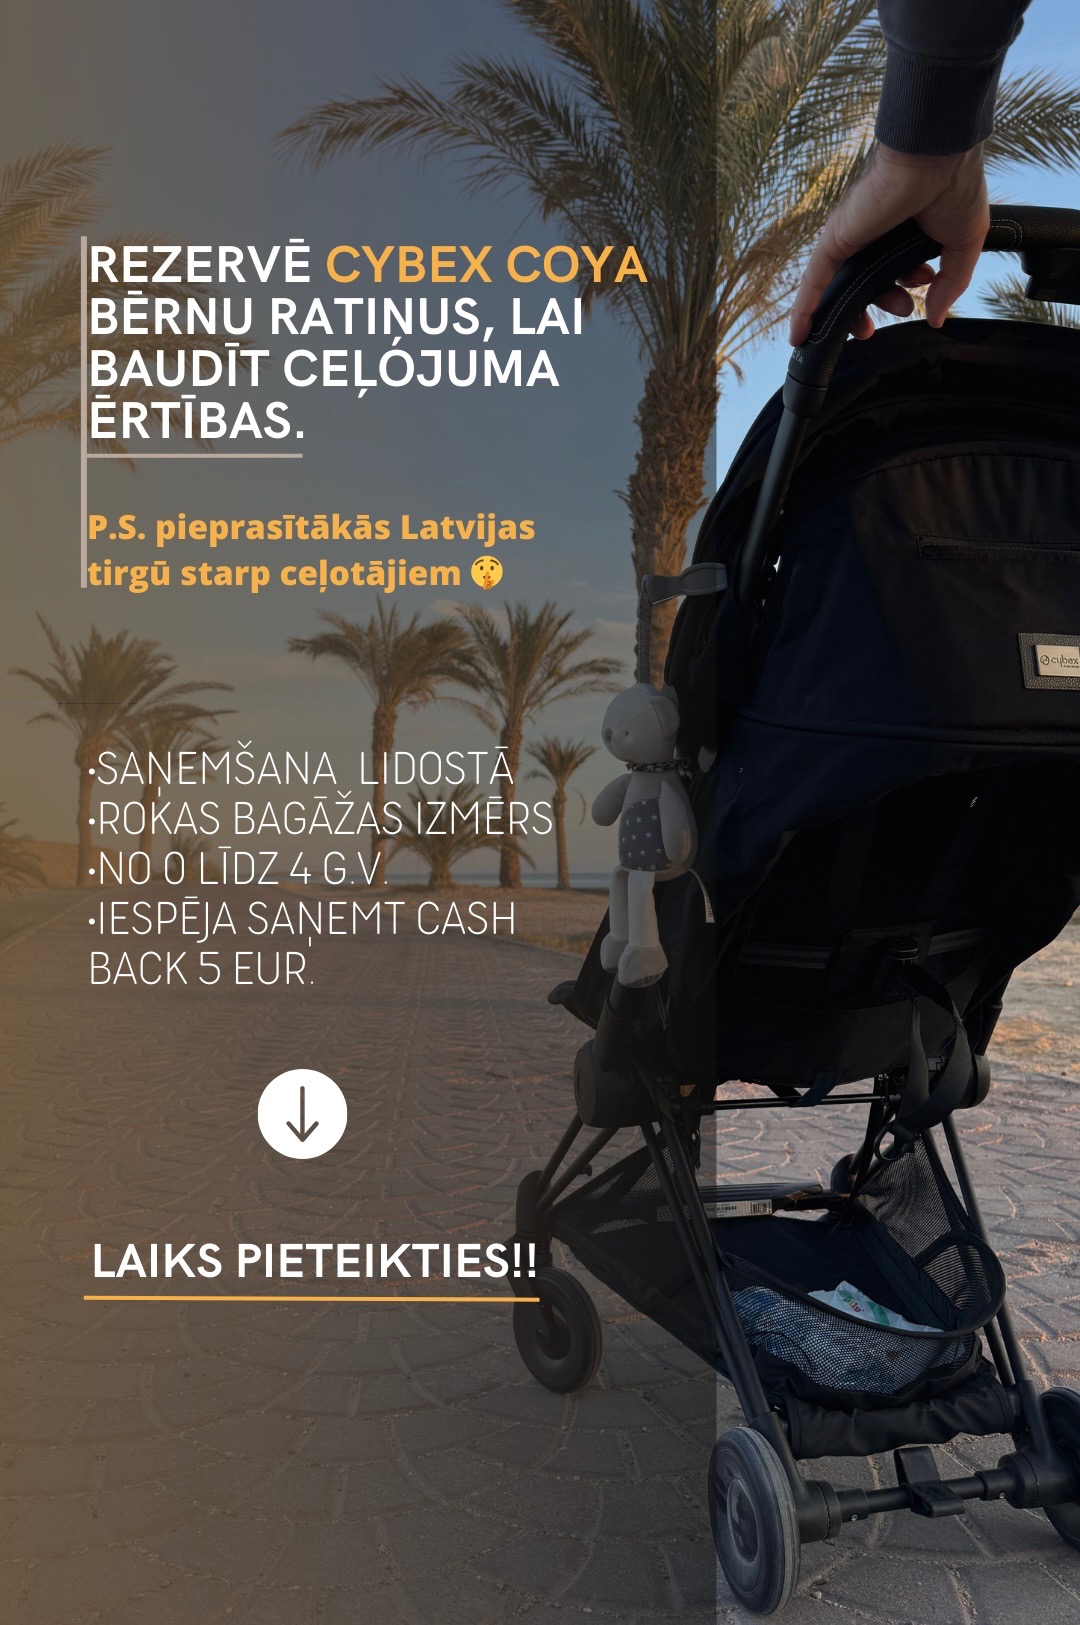 REZERVĒ CYBEX COYA
BĒRNU RATIŅUS, LAI
BAUDĪT CEĻOJUMA
ĒRTĪBAS.
P.S. pieprasītākās Latvijas
tirgū starp ceļotājiem 🤫
cybex
•SAŅEMŠANA LIDOSTĀ
•ROKAS BAGĀŽAS IZMĒRS
•NO 0 LĪDZ 4 G.V.
•IESPĒJA SAŅEMT CASH
BACK 5 EUR.
LAIKS PIETEIKTIES!!